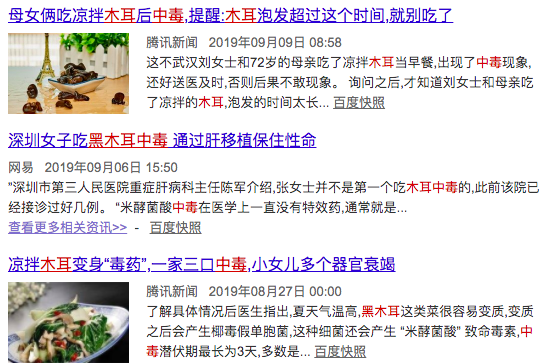 母女俩吃凉拌木耳后中毒,提醒:木耳泡发超过这个时间,就别吃了
腾讯新闻 2019年09月09日 08:58
这不武汉刘女士和72岁的母亲吃了凉拌木耳当早餐,出现了中毒现象,
还好送医及时,否则后果不敢现象。 询问之后,才知道刘女士和母亲吃
了凉拌的木耳,泡发的时间太长... 百度快照
深圳女子吃黑木耳中毒 通过肝移植保住性命
网易 2019年09月06日 15:50
"深圳市第三人民医院重症肝病科主任陈军介绍,张女士并不是第一个吃木耳中毒的,此前该院已
经接诊过好几例。 “米酵菌酸”中毒在医学上一直没有特效药,通常就是...
查看更多相关资讯>> - 百度快照
凉拌木耳变身“毒药”,一家三口中毒,小女儿多个器官衰竭
腾讯新闻 2019年08月27日 00:00
了解具体情况后医生指出,夏天气温高,黑木耳这类菜很容易变质,变质
之后会产生椰毒假单胞菌,这种细菌还会产生 “米酵菌酸” 致命毒素,中
毒潜伏期最长为3天,多数是... 百度快照